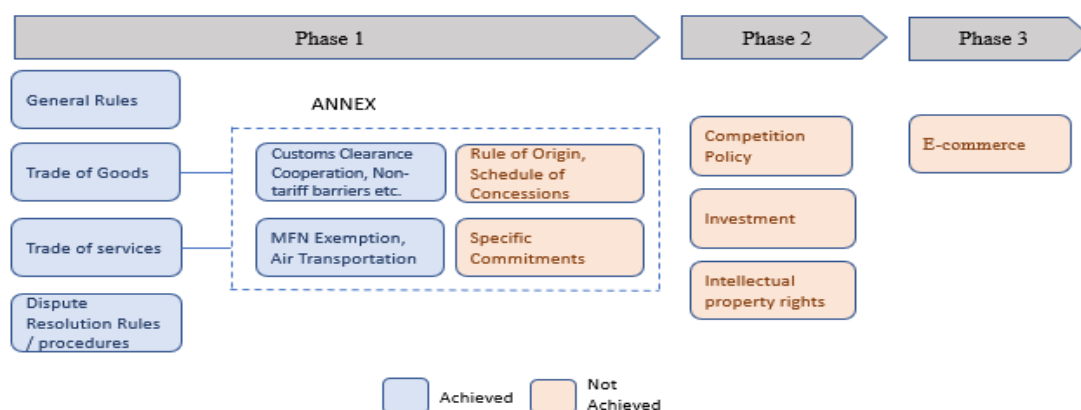 Phase 1
Phase 2
Phase 3
General Rules
ANNEX
Trade of Goods
Customs Clearance
Cooperation, Non-
tariff barriers etc.
Rule of Origin,
Schedule of
Concessions
Competition
Policy
E-commerce
Trade of services
MFN Exemption,
Air Transportation
Specific
Commitments
Investment
Intellectual
property rights
Dispute
Resolution Rules
/ procedures
Achieved
Not
Achieved